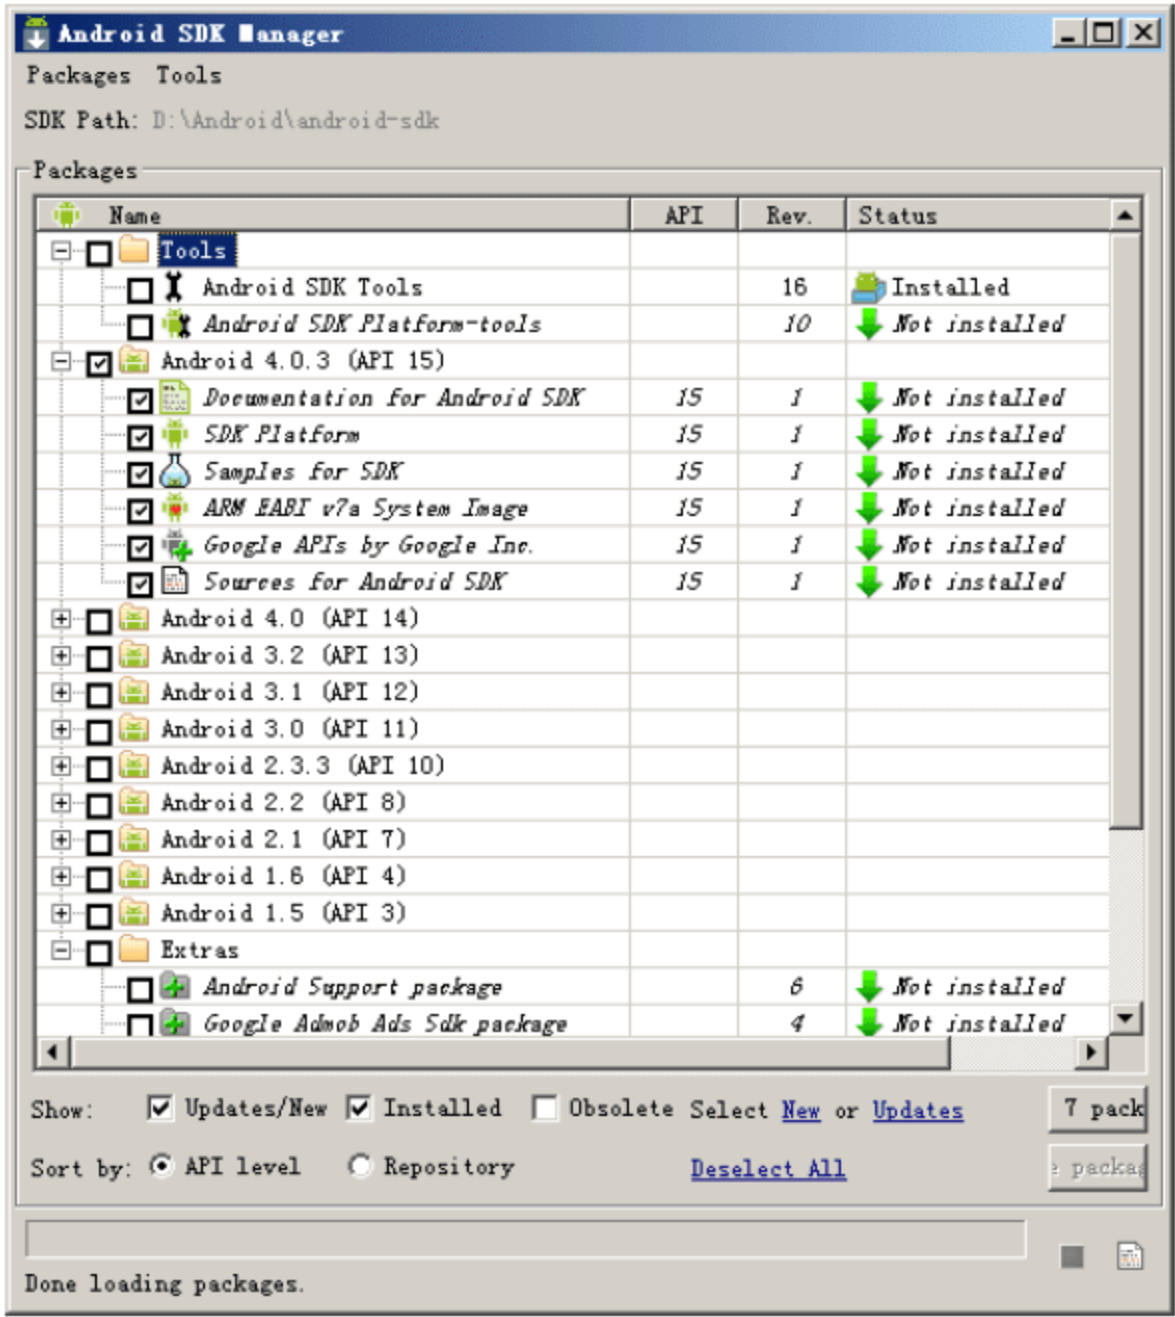 Android SDK Manager
Packages Tools
SDK Path: D:\Android\android-sdk
Packages
Name API Rev. Status
Tools
Android SDK Tools 16 Installed
Android SDK Platform-tools 10 Not installed
Android 4.0.3 (API 15)
Documentation for Android SDK 15 1 Not installed
SDK Platform 15 1 Not installed
Samples for SDK 15 1 Not installed
ARM EABI v7a System Image 15 1 Not installed
Google APIs by Google Inc. 15 1 Not installed
Sources for Android SDK 15 1 Not installed
Android 4.0 (API 14)
Android 3.2 (API 13)
Android 3.1 (API 12)
Android 3.0 (API 11)
Android 2.3.3 (API 10)
Android 2.2 (API 8)
Android 2.1 (API 7)
Android 1.6 (API 4)
Android 1.5 (API 3)
Extras
Android Support package 6 Not installed
Google Admob Ads Sdk package 4 Not installed
Show: Updates/New Installed Obsolete Select New or Updates 7 pack
Sort by: API level Repository Deselect All e packag
Done loading packages.